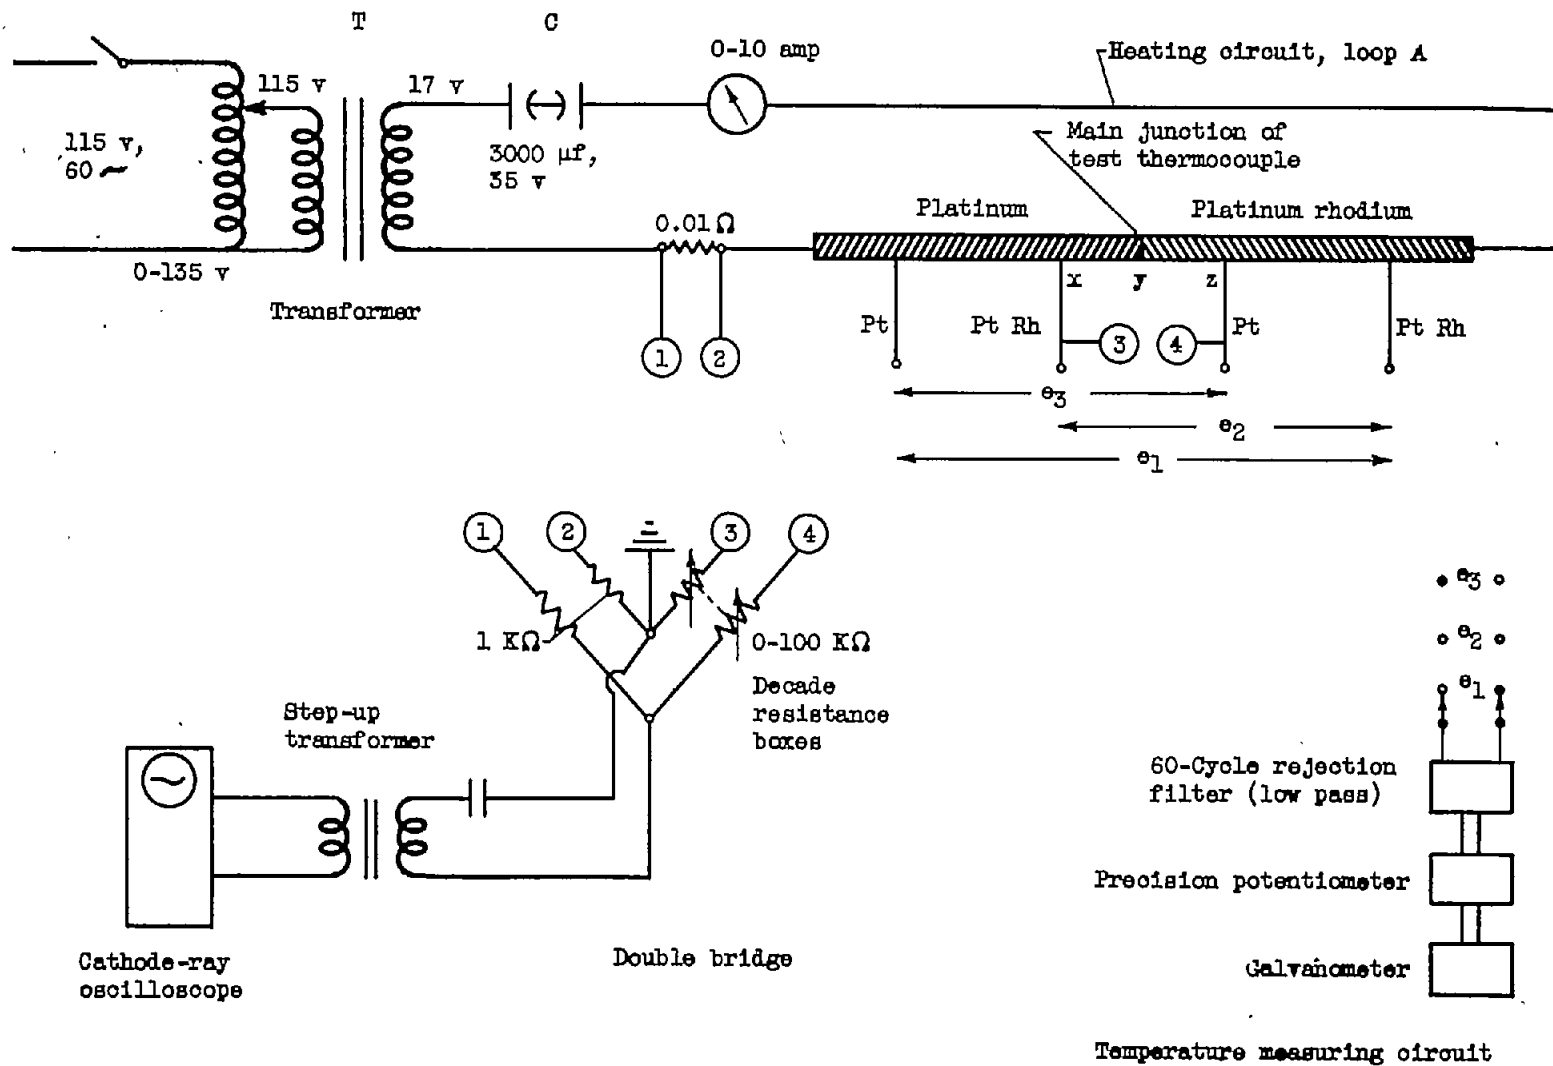 T
C
0-10 amp
Heating circuit, loop A
115 v
17 v
115 v,
60 ~
3000 μf,
35 v
Main junction of
test thermocouple
0-135 v
Transformer
0.01 Ω
Platinum
Platinum rhodium
x
y
z
Pt
Pt Rh
3
4
Pt
Pt Rh
1
2
e3
e2
e1
1
2
3
4
1 KΩ
0-100 KΩ
Decade
resistance
boxes
Step-up
transformer
Cathode-ray
oscilloscope
Double bridge
e3
e2
e1
60-Cycle rejection
filter (low pass)
Precision potentiometer
Galvanometer
Temperature measuring circuit